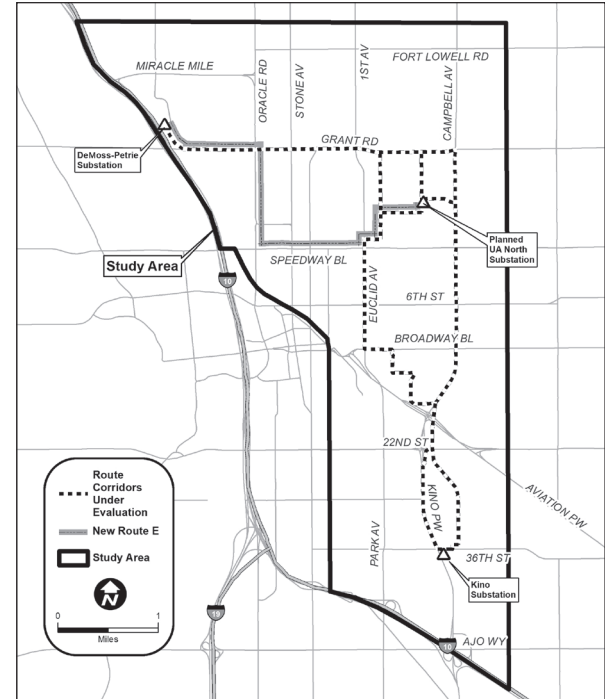 FORT LOWELL RD
MIRACLE MILE
ORACLE RD
STONE AV
1ST AV
CAMPBELL AV
GRANT RD
DeMoss-Petrie
Substation
Planned
UA North
Substation
Study Area
SPEEDWAY BL
10
EUCLID AV
6TH ST
BROADWAY BL
22ND ST
AVIATION PW
KINO PW
PARK AV
36TH ST
Kino
Substation
Route
Corridors
Under
Evaluation
New Route E
Study Area
N
0 1
Miles
19
10
AJO WY